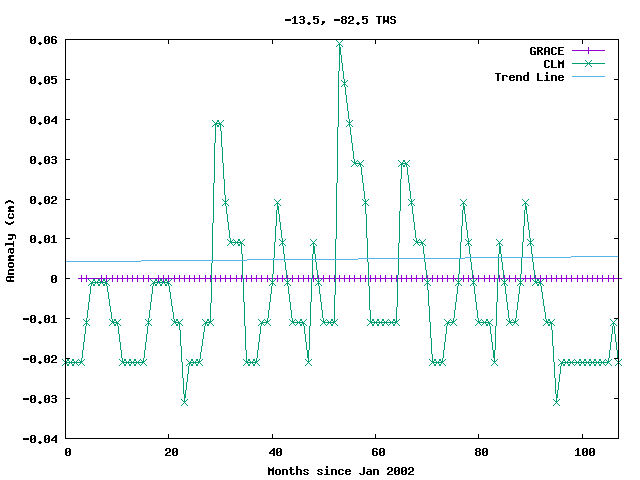 -13.5, -82.5 TWS
GRACE
CLM
Trend Line
0.06
0.05
0.04
0.03
0.02
0.01
0
-0.01
-0.02
-0.03
-0.04
Anomaly (cm)
0 20 40 60 80 100
Months since Jan 2002